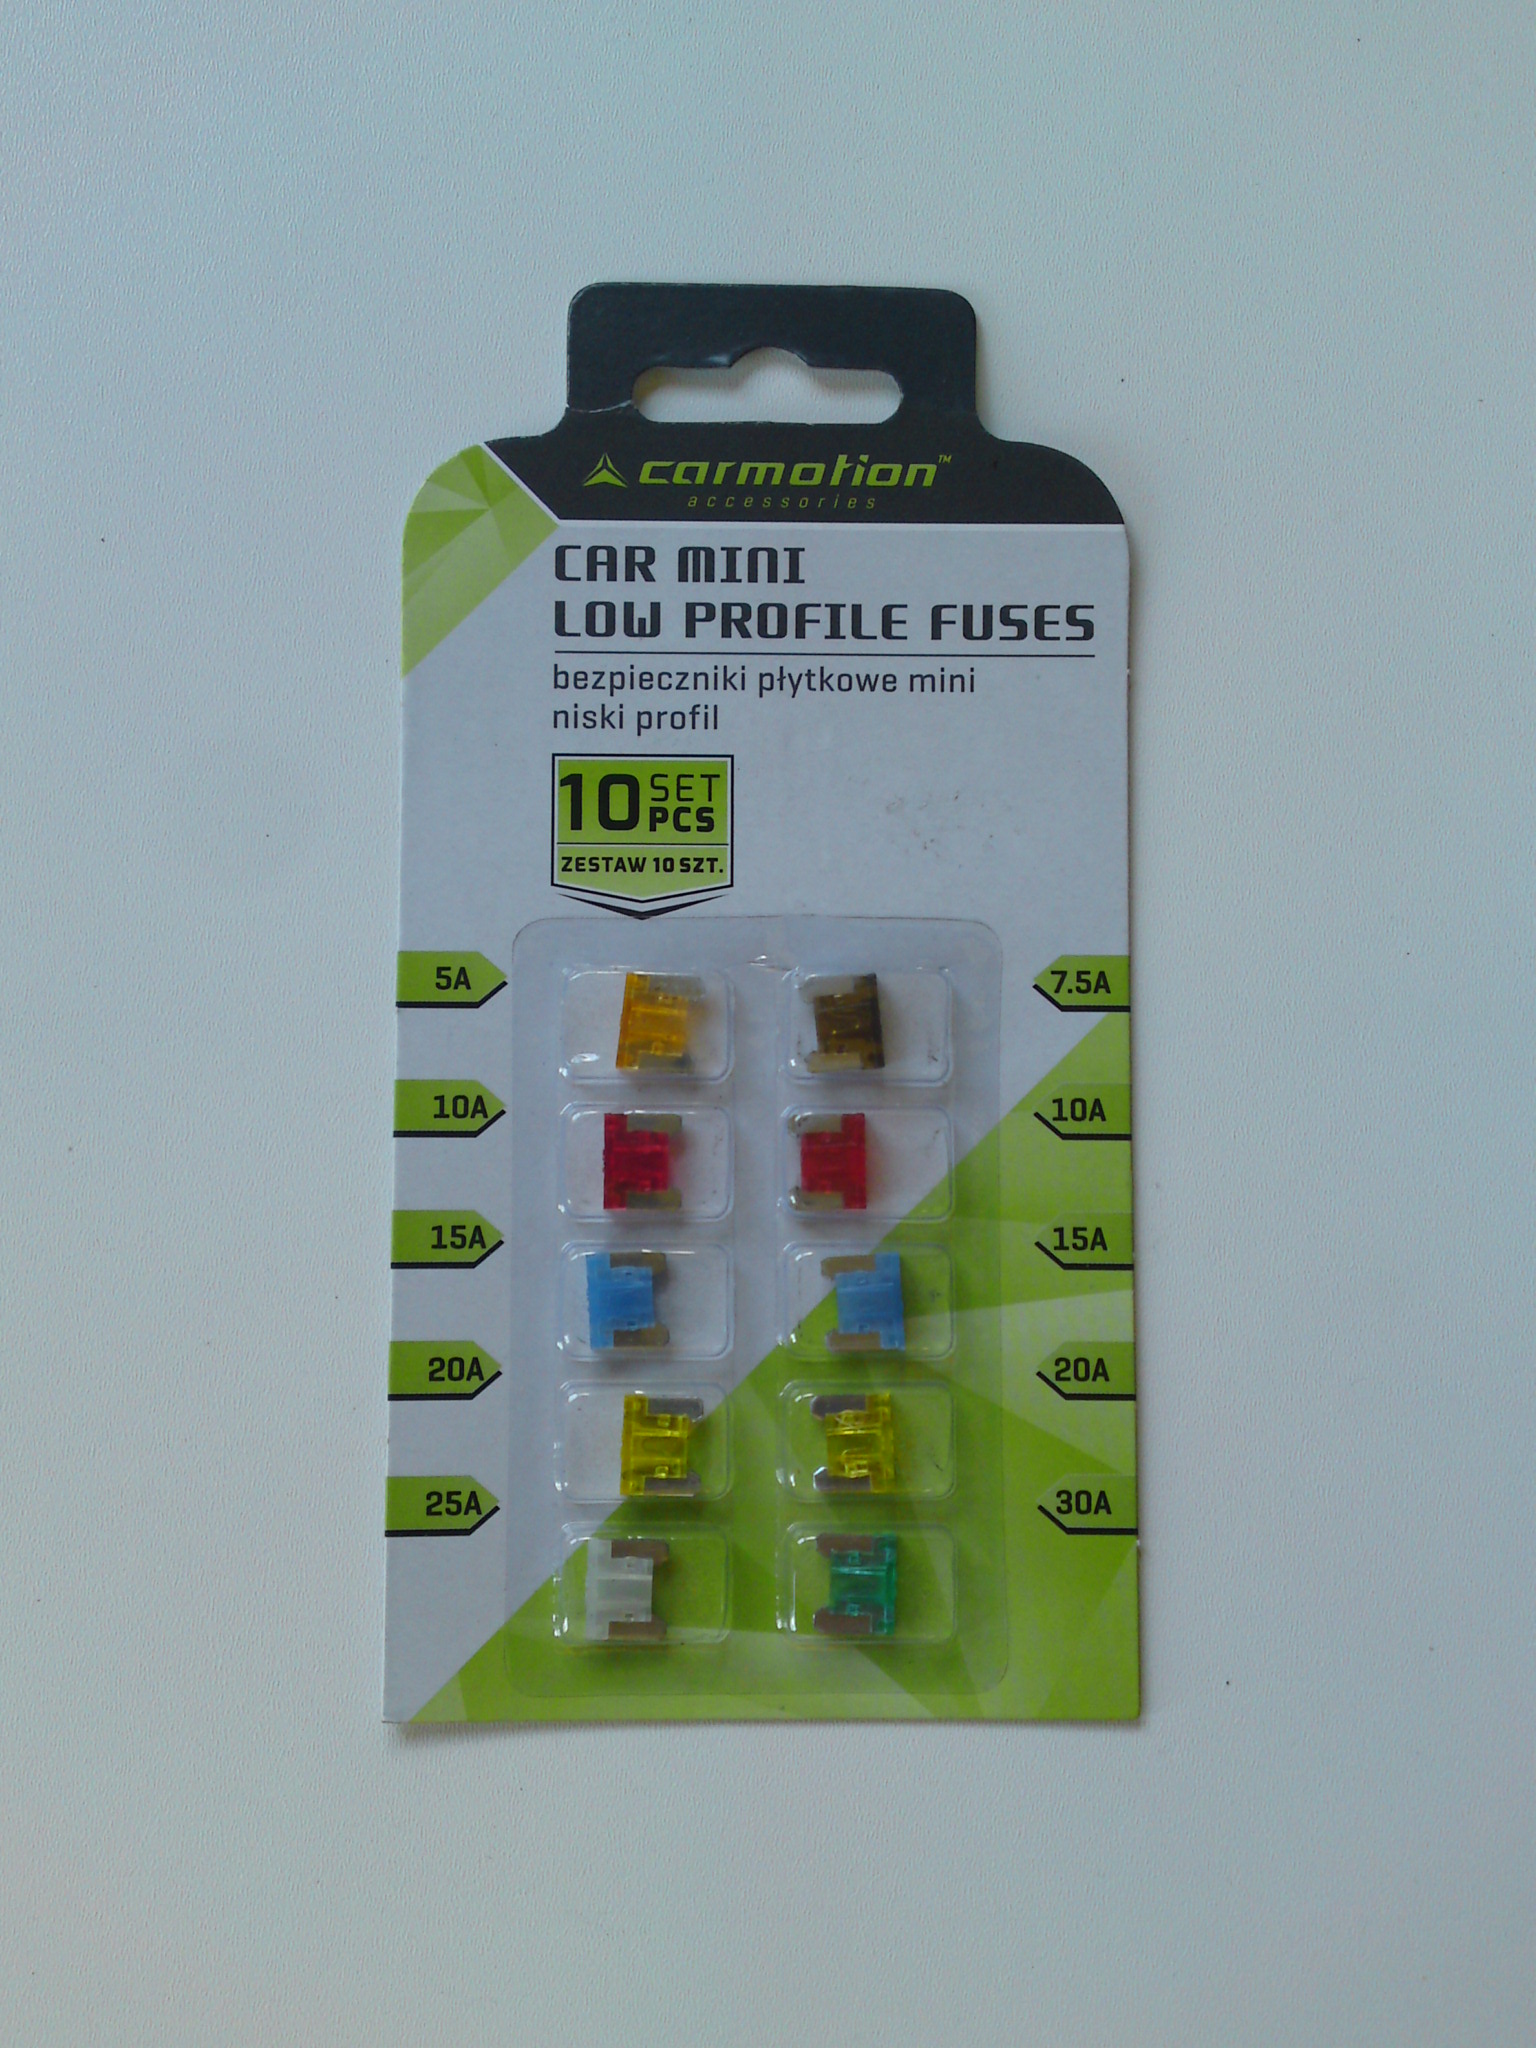 carmotion™
accessories
CAR MINI
LOW PROFILE FUSES
bezpieczniki płytkowe mini
niski profil
10 SET
PCS
ZESTAW 10 SZT.
5A
7.5A
10A
10A
15A
15A
20A
20A
25A
30A